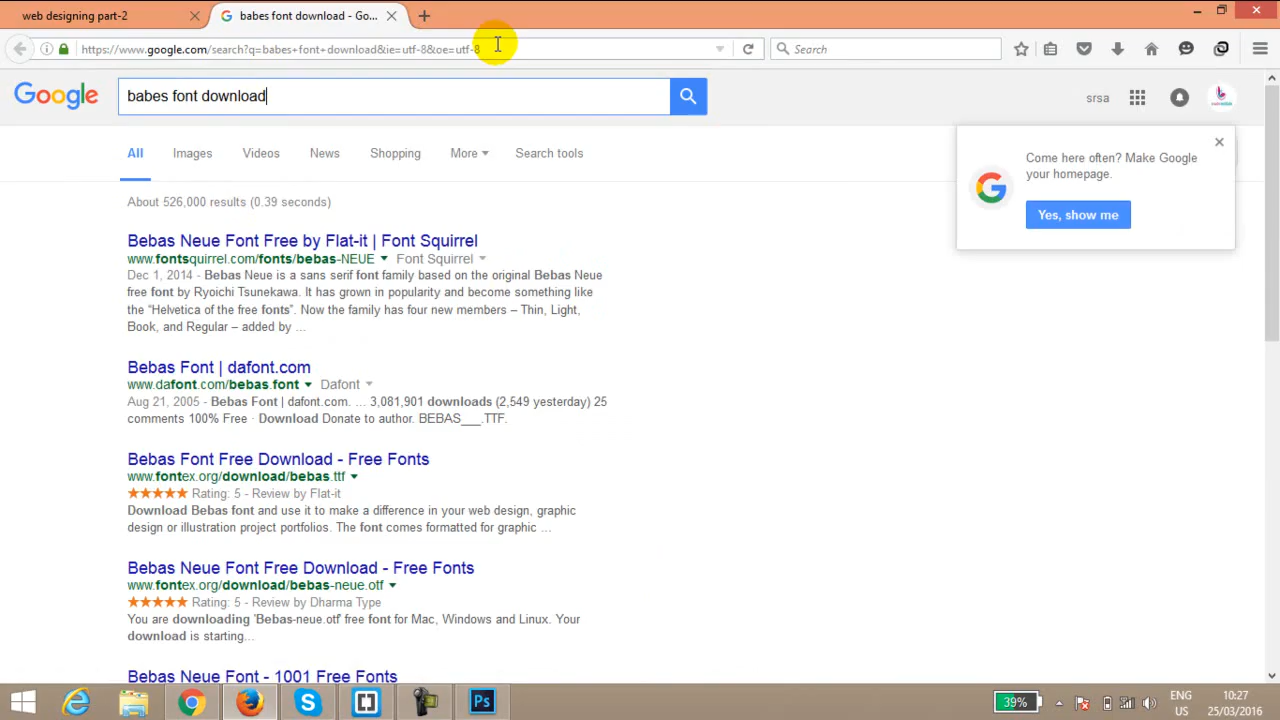 web designing part-2
babes font download - Go...
https://www.google.com/search?q=babes+font+download&ie=utf-8&oe=utf-8
Search
Google
babes font download
srsa
All
Images
Videos
News
Shopping
More
Search tools
Come here often? Make Google
your homepage.
Yes, show me
About 526,000 results (0.39 seconds)
Bebas Neue Font Free by Flat-it | Font Squirrel
www.fontsquirrel.com/fonts/bebas-NEUE
Font Squirrel
Dec 1, 2014 - Bebas Neue is a sans serif font family based on the original Bebas Neue
free font by Ryoichi Tsunekawa. It has grown in popularity and become something like
the “Helvetica of the free fonts”. Now the family has four new members – Thin, Light,
Book, and Regular – added by ...
Bebas Font | dafont.com
www.dafont.com/bebas.font
Dafont
Aug 21, 2005 - Bebas Font | dafont.com. ... 3,081,901 downloads (2,549 yesterday) 25
comments 100% Free · Download Donate to author. BEBAS___.TTF.
Bebas Font Free Download - Free Fonts
www.fontex.org/download/bebas.ttf
Rating: 5 - Review by Flat-it
Download Bebas font and use it to make a difference in your web design, graphic
design or illustration project portfolios. The font comes formatted for graphic ...
Bebas Neue Font Free Download - Free Fonts
www.fontex.org/download/bebas-neue.otf
Rating: 5 - Review by Dharma Type
You are downloading 'Bebas-neue.otf' free font for Mac, Windows and Linux. Your
download is starting...
Bebas Neue Font - 1001 Free Fonts
39%
ENG
US
10:27
25/03/2016